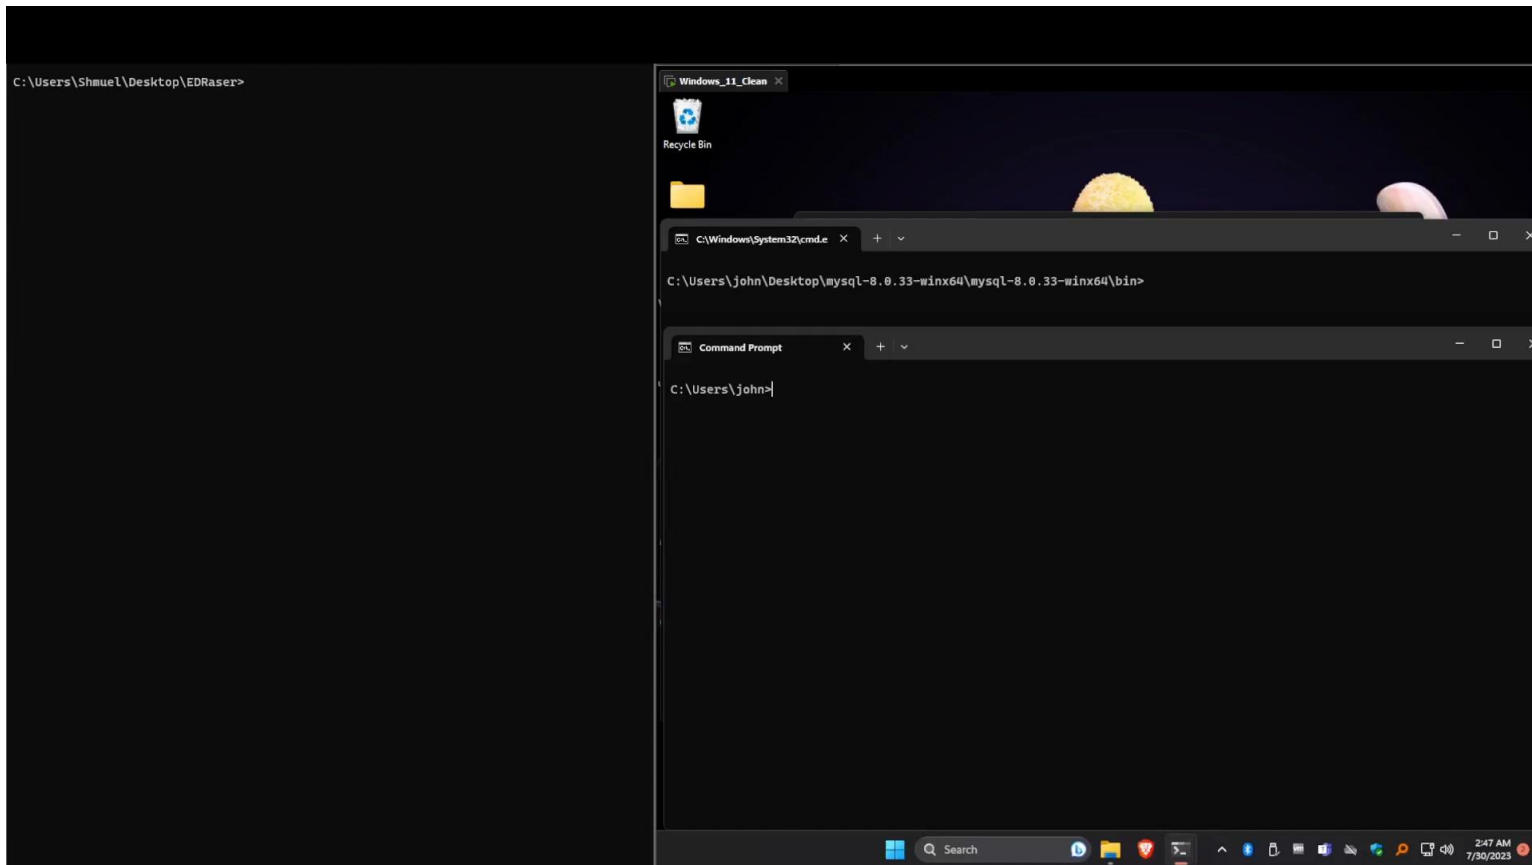 C:\Users\Shmuel\Desktop\EDRaser>
Windows_11_Clean
Recycle Bin
C:\Windows\System32\cmd.e
C:\Users\john\Desktop\mysql-8.0.33-winx64\mysql-8.0.33-winx64\bin>
Command Prompt
C:\Users\john>
Search
2:47 AM
7/30/2023